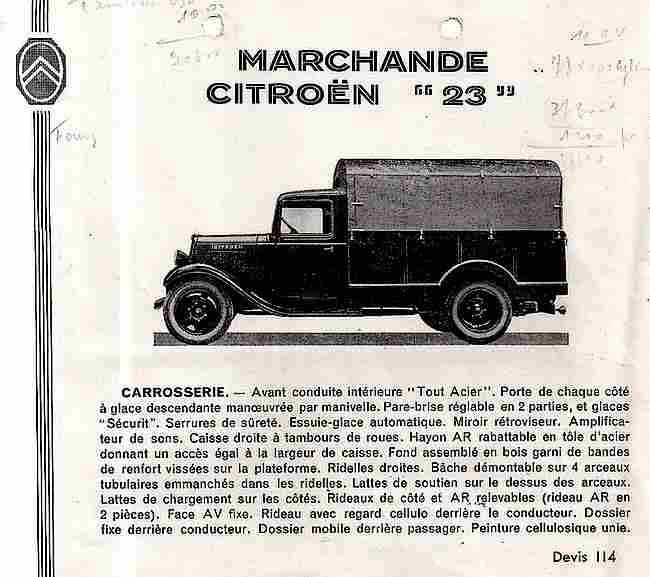 MARCHANDE
CITROËN "23"
CITROËN
CARROSSERIE. — Avant conduite intérieure "Tout Acier". Porte de chaque côté
à glace descendante manœuvrée par manivelle. Pare-brise réglable en 2 parties, et glaces
"Sécurit". Serrures de sûreté. Essuie-glace automatique. Miroir rétroviseur. Amplifica-
teur de sons. Caisse droite à tambours de roues. Hayon AR rabattable en tôle d'acier
donnant un accès égal à la largeur de caisse. Fond assemblé en bois garni de bandes
de renfort vissées sur la plateforme. Ridelles droites. Bâche démontable sur 4 arceaux
tubulaires emmanchés dans les ridelles. Lattes de soutien sur le dessus des arceaux.
Lattes de chargement sur les côtés. Rideaux de côté et AR relevables (rideau AR en
2 pièces). Face AV fixe. Rideau avec regard cellulo derrière le conducteur. Dossier
fixe derrière conducteur. Dossier mobile derrière passager. Peinture cellulosique unie.
Devis 114